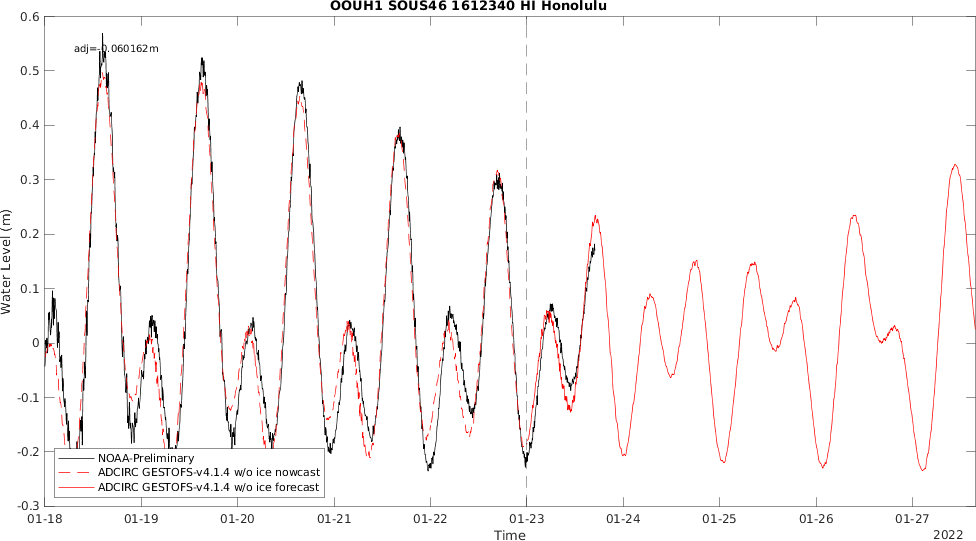 OOUH1 SOUS46 1612340 HI Honolulu
adj=-0.060162m
0.6
0.5
0.4
0.3
0.2
0.1
0
-0.1
-0.2
-0.3
Water Level (m)
NOAA-Preliminary
ADCIRC GESTOFS-v4.1.4 w/o ice nowcast
ADCIRC GESTOFS-v4.1.4 w/o ice forecast
01-18 01-19 01-20 01-21 01-22 01-23 01-24 01-25 01-26 01-27
Time
2022